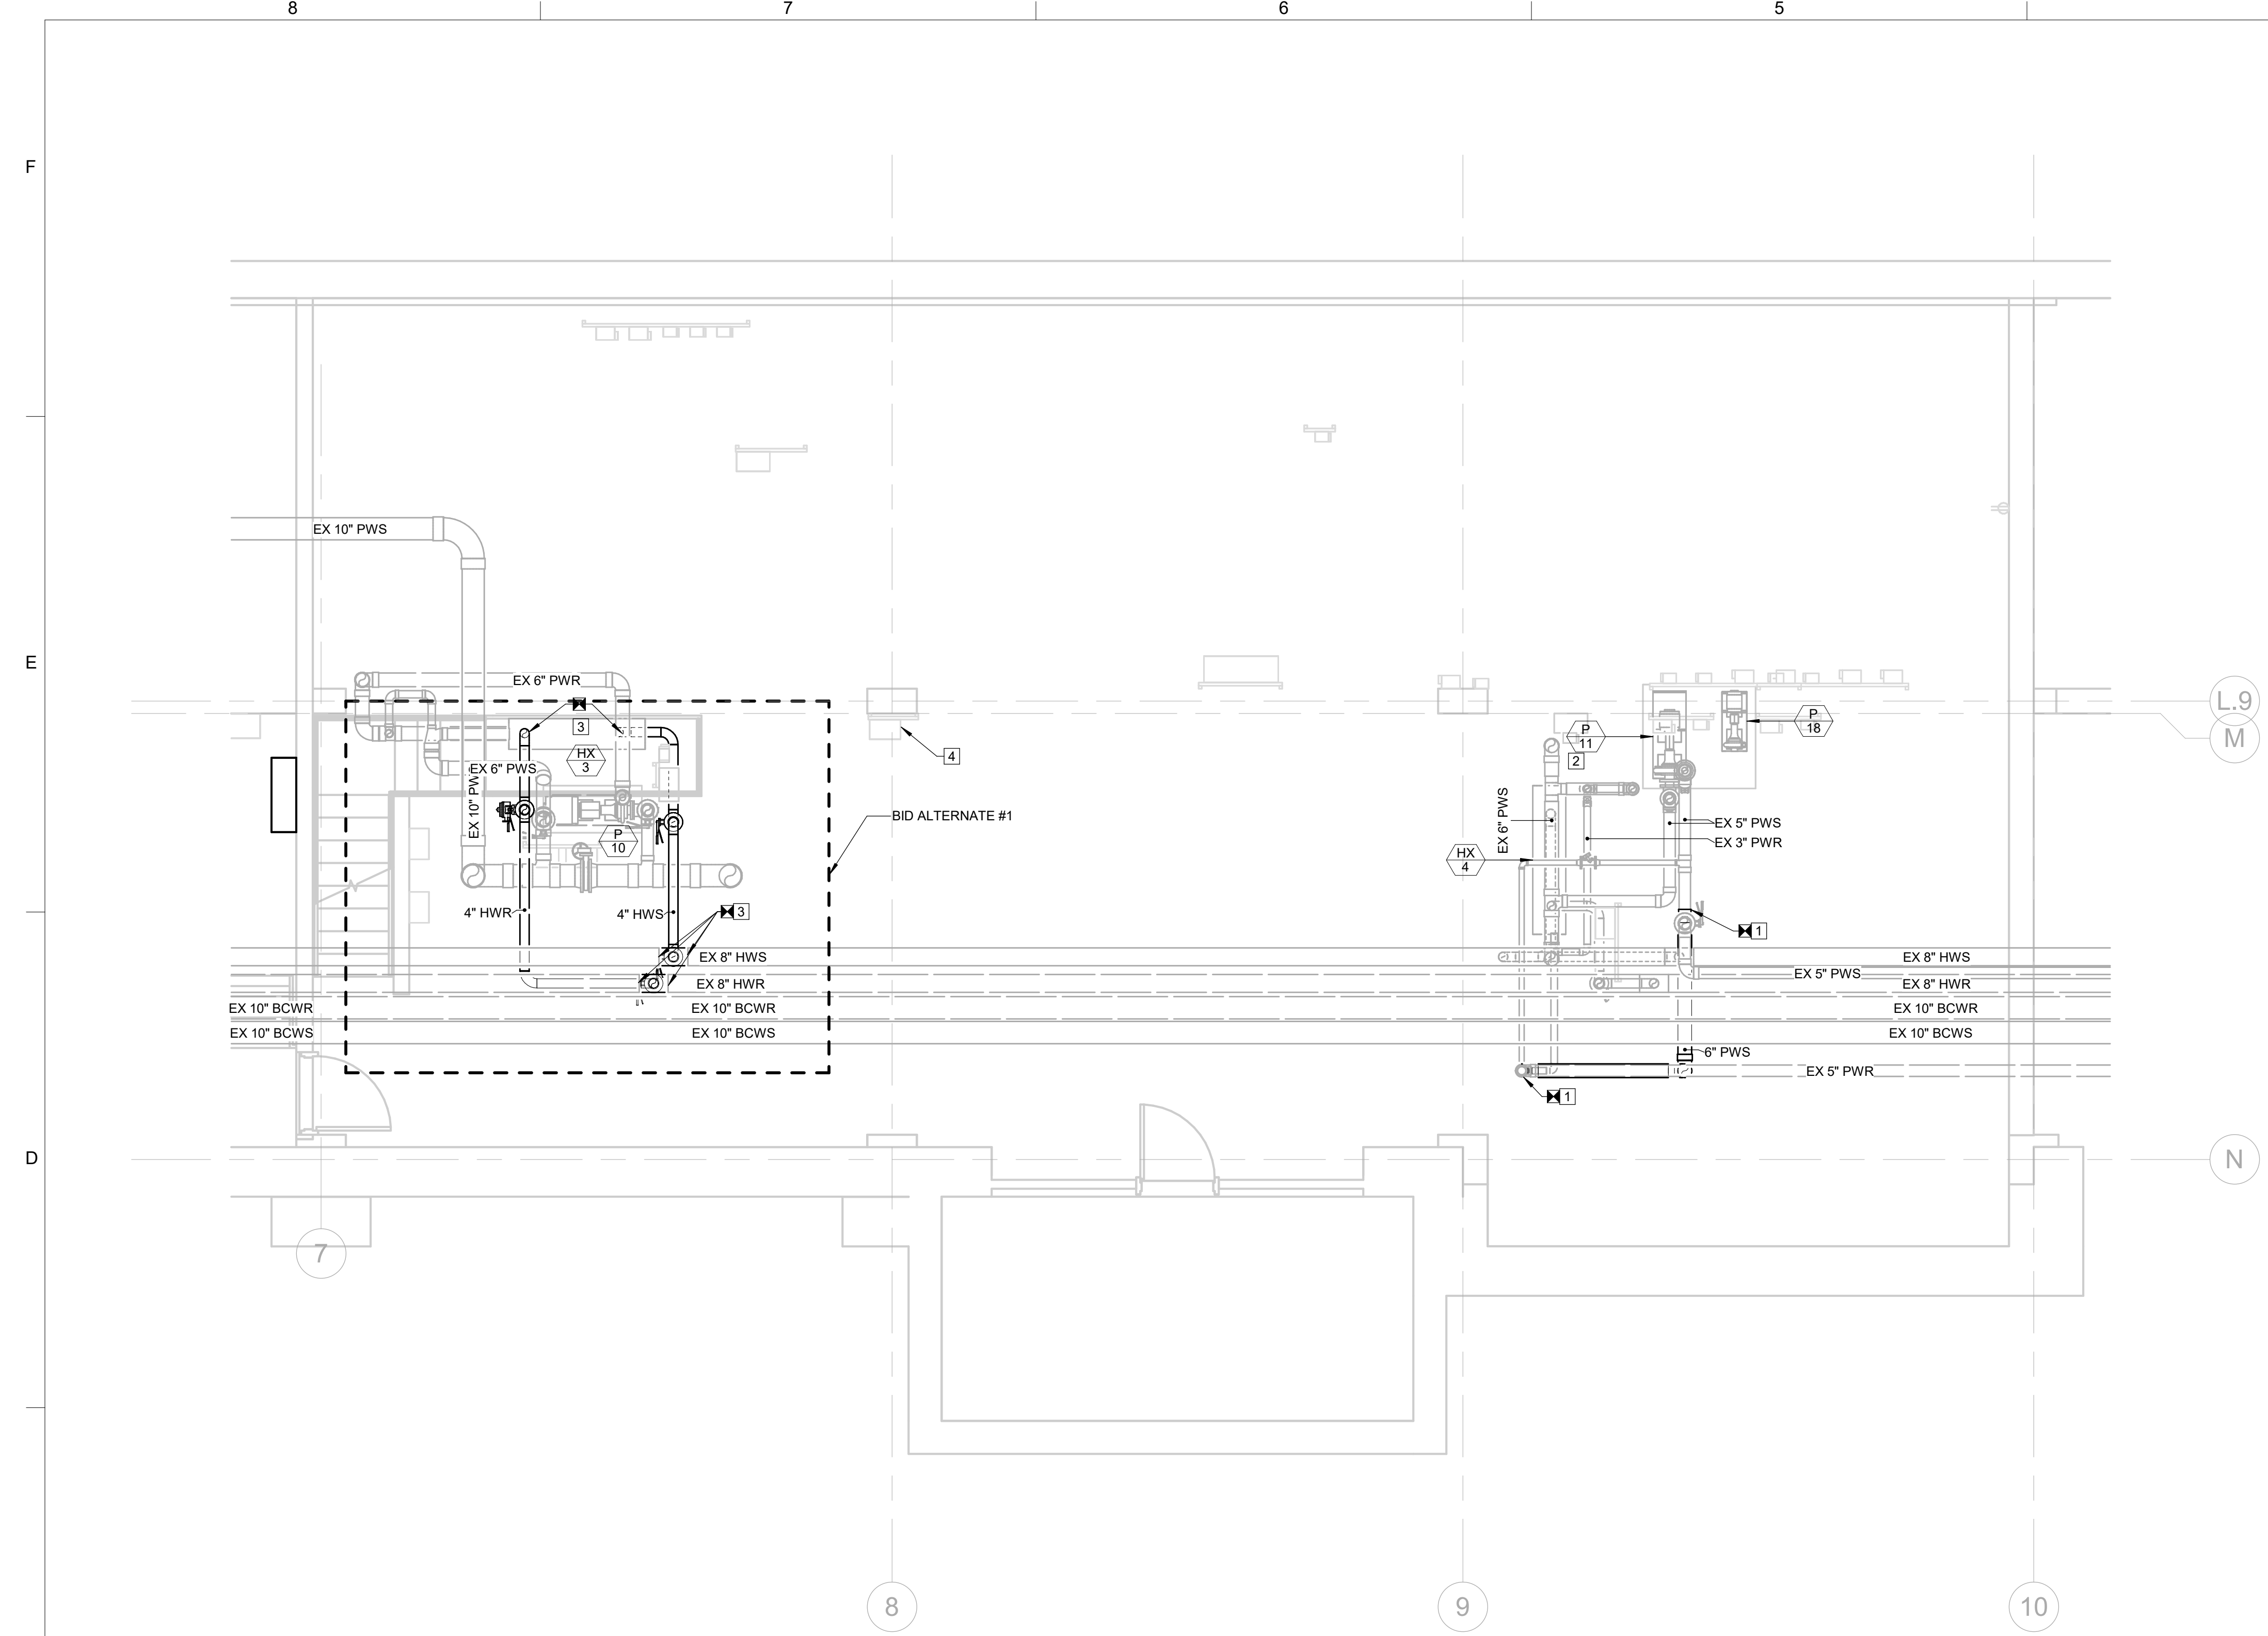 8
7
6
5
F
EX 10" PWS
E
EX 6" PWR
L.9
3
P
18
P
11
M
HX
3
4
2
EX 6" PWS
EX 10" PWS
EX 6" PWS
BID ALTERNATE #1
EX 5" PWS
P
10
EX 3" PWR
HX
4
4" HWR
4" HWS
3
1
EX 8" HWS
EX 8" HWS
EX 5" PWS
EX 8" HWR
EX 8" HWR
EX 10" BCWR
EX 10" BCWR
EX 10" BCWR
EX 10" BCWS
EX 10" BCWS
EX 10" BCWS
6" PWS
EX 5" PWR
1
D
N
7
8
9
10